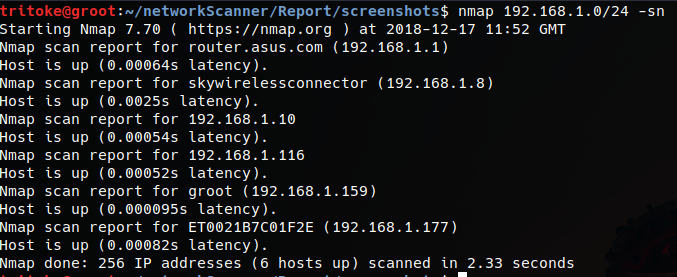 tritoke@groot:~/networkScanner/Report/screenshots$ nmap 192.168.1.0/24 -sn
Starting Nmap 7.70 ( https://nmap.org ) at 2018-12-17 11:52 GMT
Nmap scan report for router.asus.com (192.168.1.1)
Host is up (0.00064s latency).
Nmap scan report for skywirelessconnector (192.168.1.8)
Host is up (0.0025s latency).
Nmap scan report for 192.168.1.10
Host is up (0.00054s latency).
Nmap scan report for 192.168.1.116
Host is up (0.00052s latency).
Nmap scan report for groot (192.168.1.159)
Host is up (0.000095s latency).
Nmap scan report for ET0021B7C01F2E (192.168.1.177)
Host is up (0.00082s latency).
Nmap done: 256 IP addresses (6 hosts up) scanned in 2.33 seconds